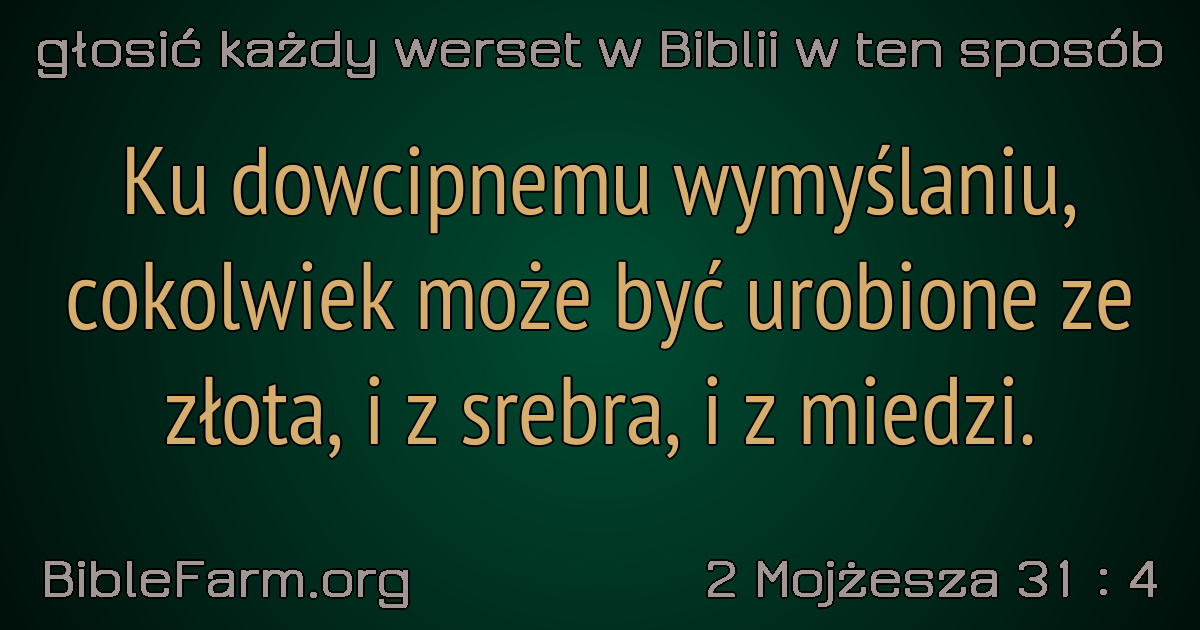 głosić każdy werset w Biblii w ten sposób
Ku dowcipnemu wymyślaniu,
cokolwiek może być urobione ze
złota, i z srebra, i z miedzi.
BibleFarm.org
2 Mojżesza 31 : 4